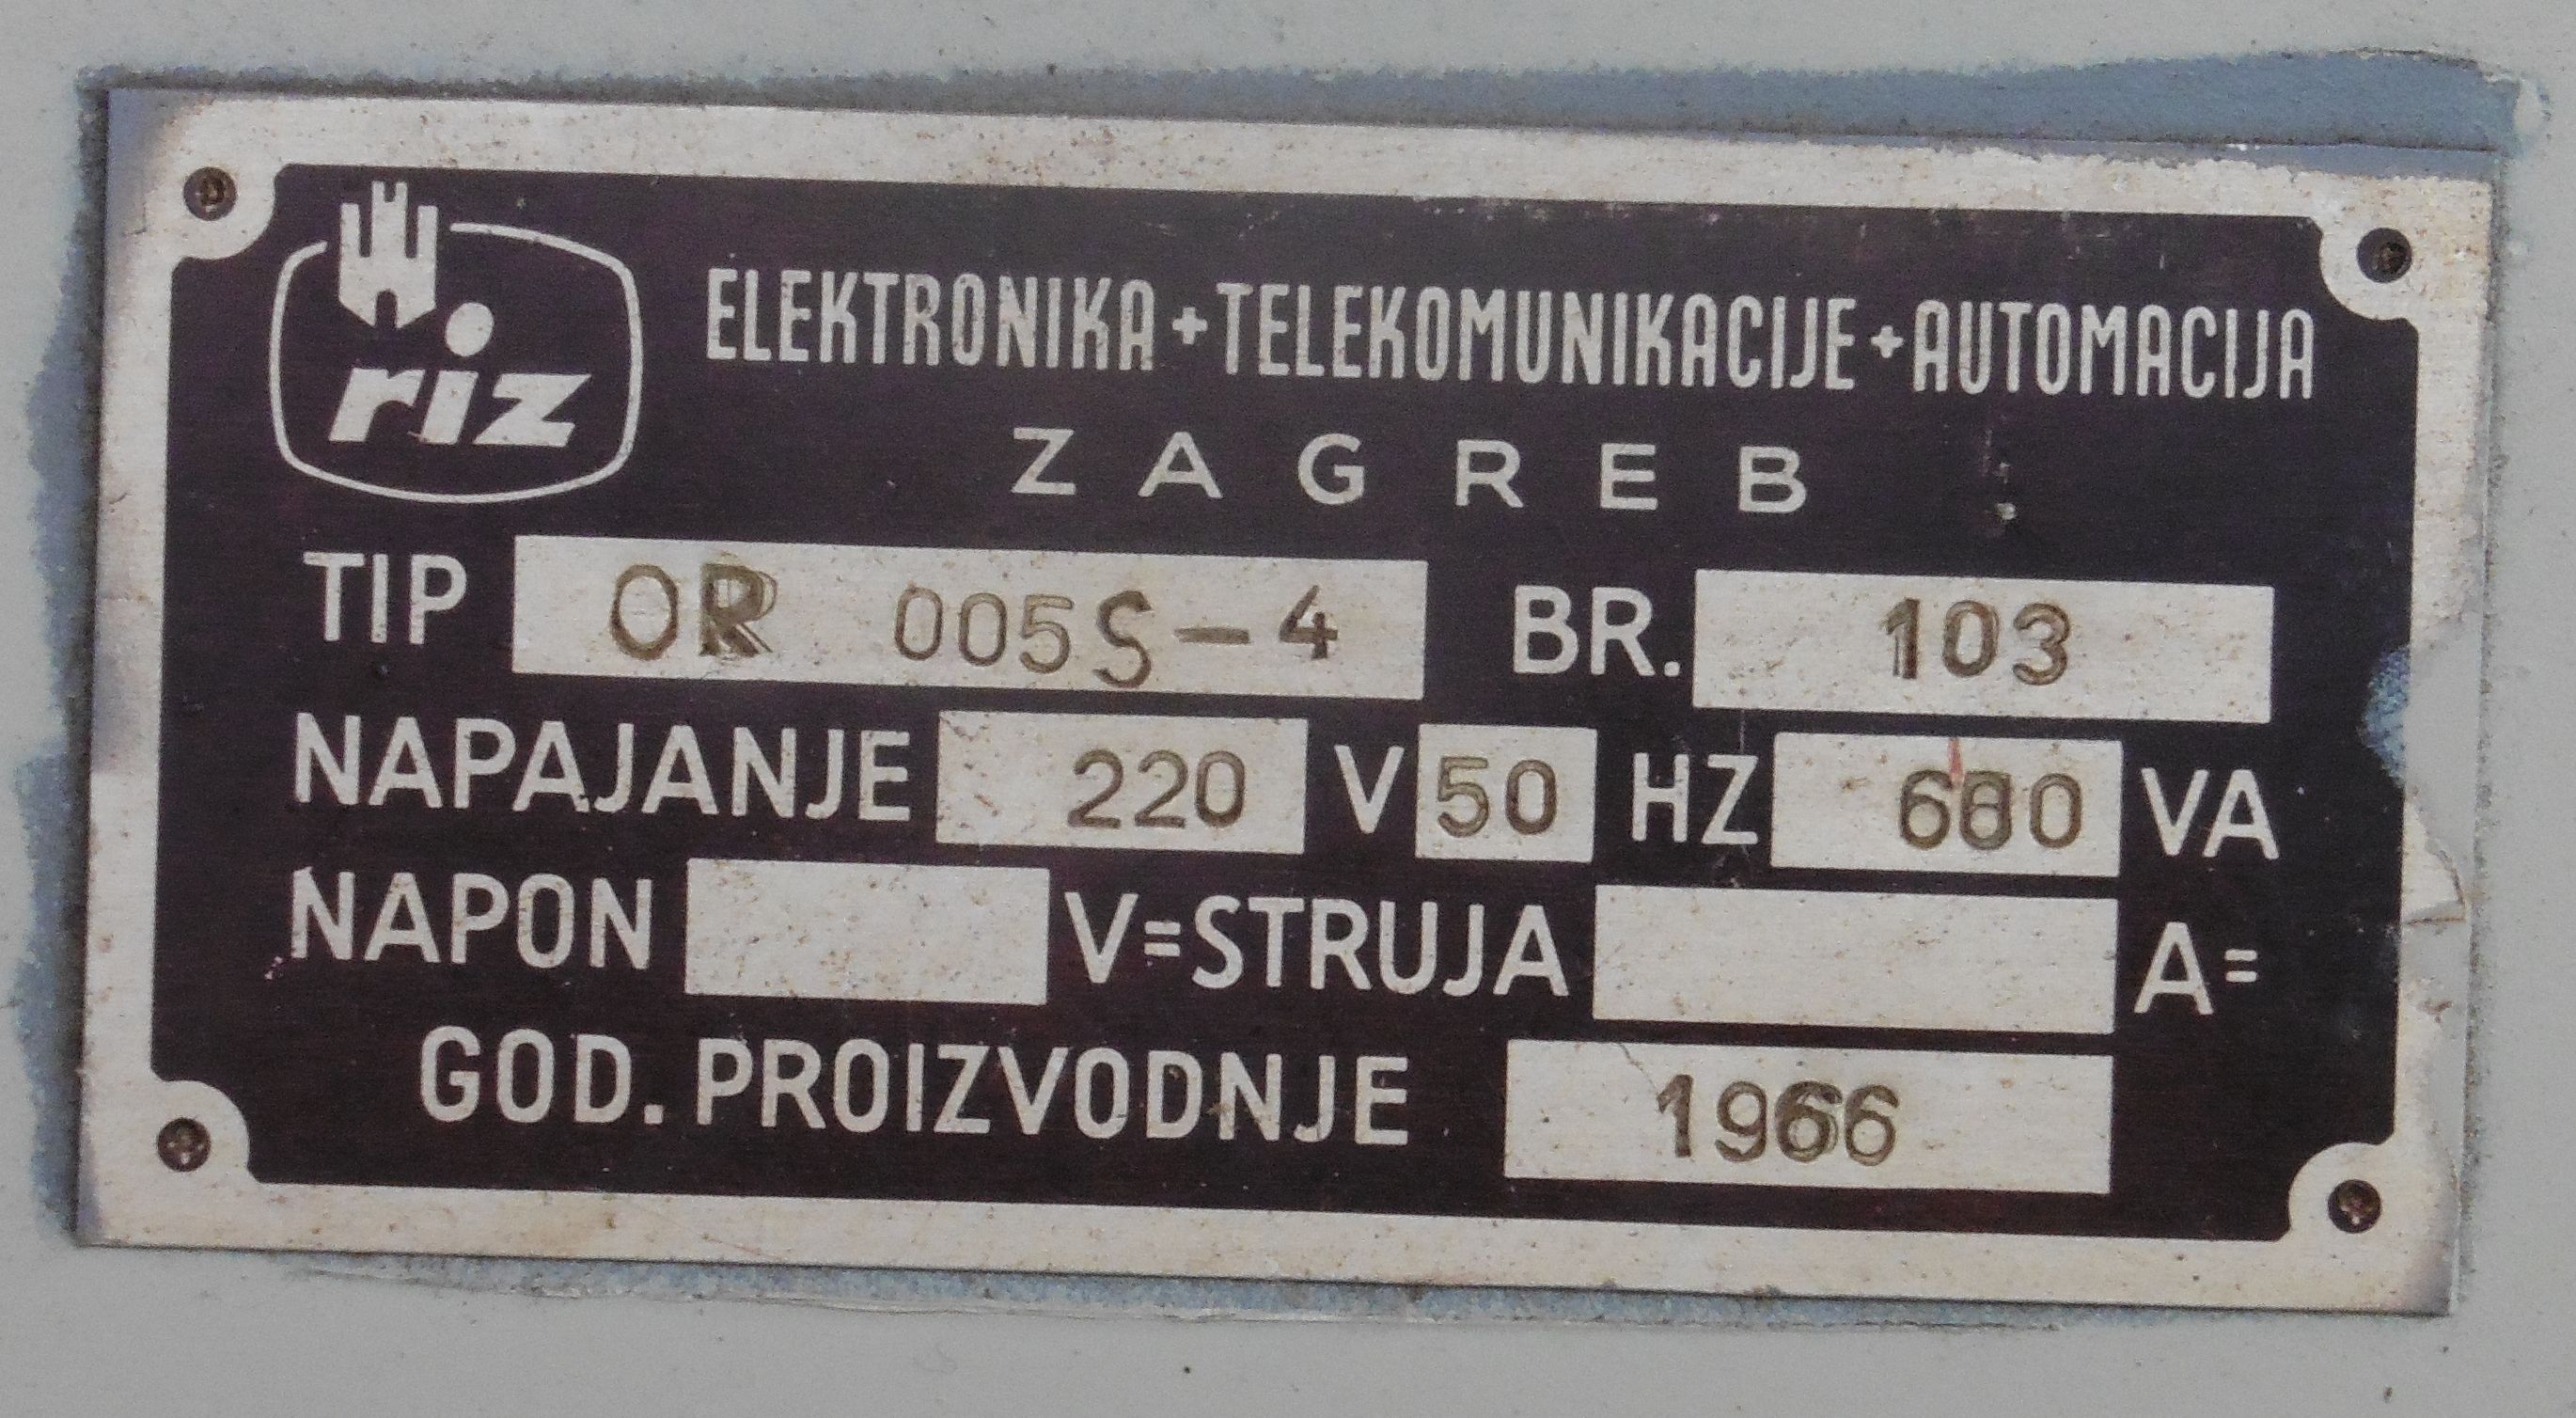 riz
ELEKTRONIKA+TELEKOMUNIKACIJE+AUTOMACIJA
ZAGREB
TIP OR 005S-4 BR. 103
NAPAJANJE 220 V 50 HZ VA
NAPON V=STRUJA A=
GOD. PROIZVODNJE 1966